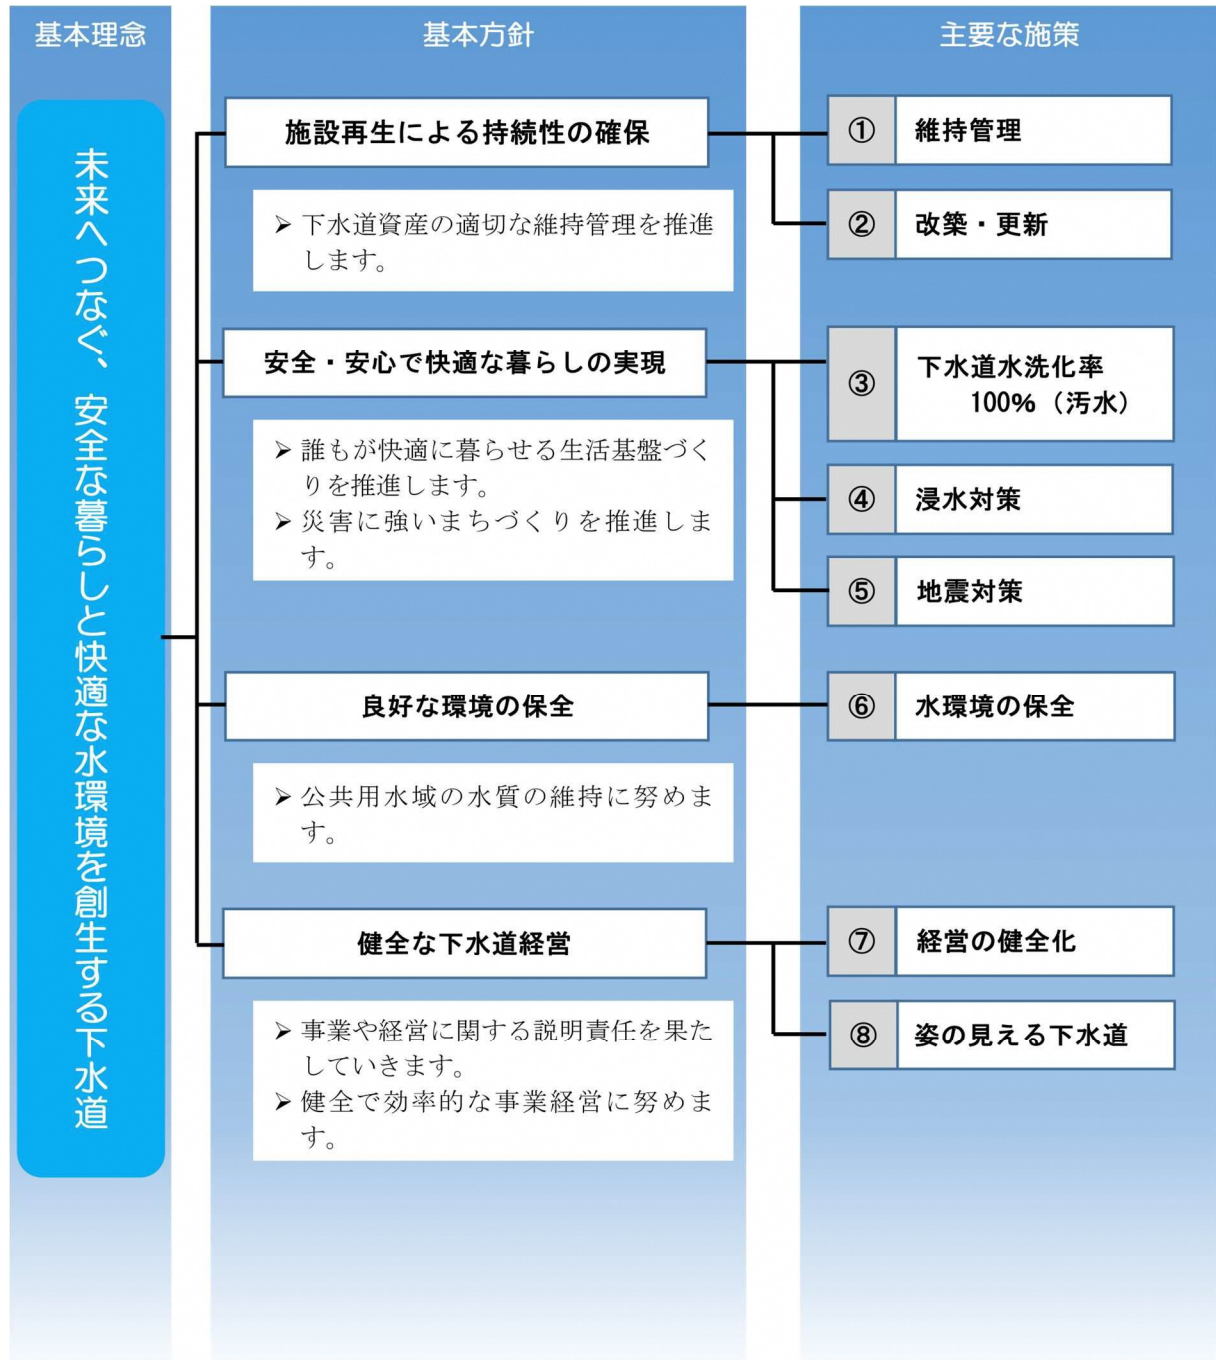 基本理念
基本方針
主要な施策
未来へつなぐ、安全な暮らしと快適な水環境を創生する下水道
施設再生による持続性の確保
➢ 下水道資産の適切な維持管理を推進
します。
① 維持管理
② 改築・更新
安全・安心で快適な暮らしの実現
➢ 誰もが快適に暮らせる生活基盤づく
りを推進します。
➢ 災害に強いまちづくりを推進しま
す。
③ 下水道水洗化率
100%（汚水）
④ 浸水対策
⑤ 地震対策
良好な環境の保全
➢ 公共用水域の水質の維持に努めま
す。
⑥ 水環境の保全
健全な下水道経営
➢ 事業や経営に関する説明責任を果た
していきます。
➢ 健全で効率的な事業経営に努めま
す。
⑦ 経営の健全化
⑧ 姿の見える下水道